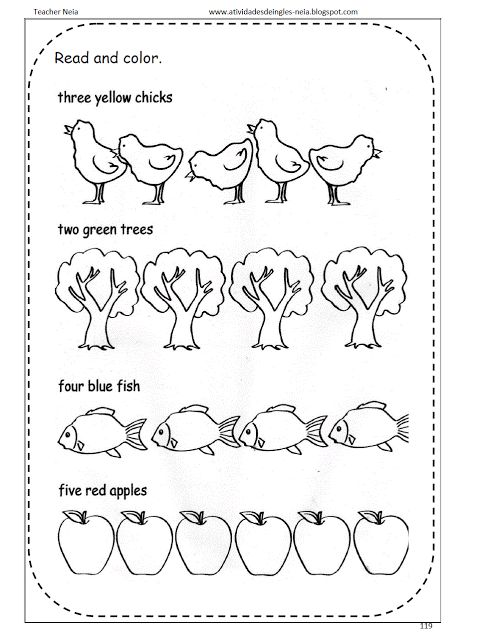 Teacher Neia www.atividadesdeingles-neia.blogspot.com
Read and color.
three yellow chicks
two green trees
four blue fish
five red apples
119